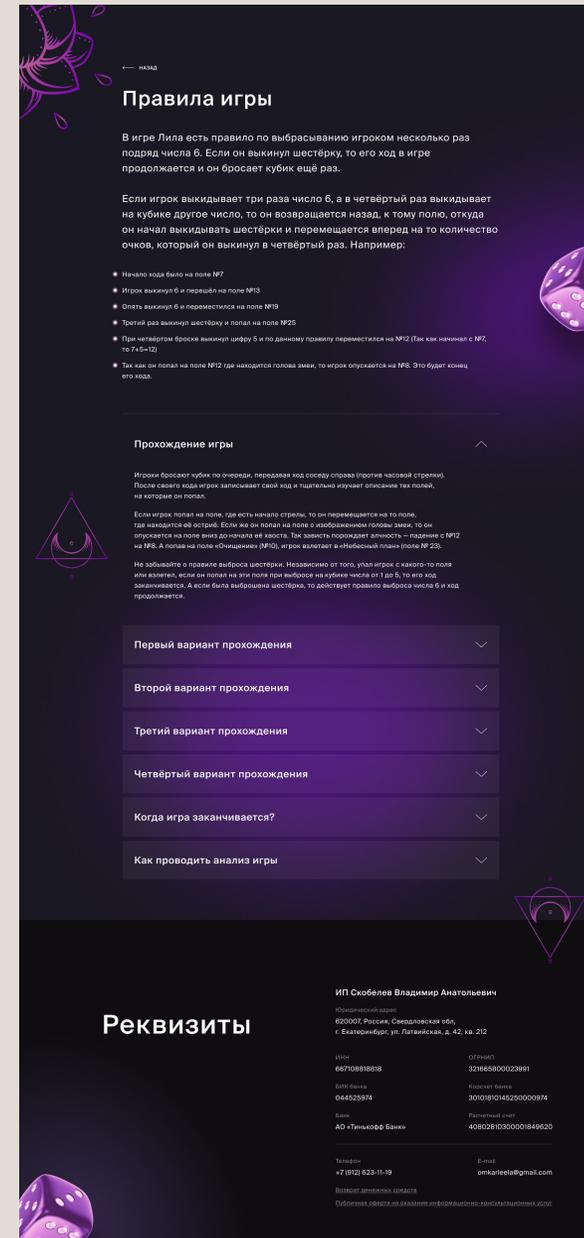 НАЗАД
Правила игры
В игре Лила есть правило по выбрасыванию игроком несколько раз
подряд числа 6. Если он выкинул шестёрку, то его ход в игре
продолжается и он бросает кубик ещё раз.
Если игрок выкидывает три раза число 6, а в четвёртый раз выкидывает
на кубике другое число, то он возвращается назад, к тому полю, откуда
он начал выкидывать шестёрки и перемещается вперед на то количество
очков, который он выкинул в четвёртый раз. Например:
Начало хода было на поле №7
Игрок выкинул 6 и перешёл на поле №13
Опять выкинул 6 и переместился на поле №19
Третий раз выкинул шестёрку и попал на поле №25
При четвёртом броске выкинул цифру 5 и по данному правилу переместился на №12 (Так как начинал с №7,
то 7+5=12)
Так как он попал на поле №12 где находится голова змеи, то игрок опускается на №8. Это будет конец
его хода.
Прохождение игры
Игроки бросают кубик по очереди, передавая ход соседу справа (против часовой стрелки).
После своего хода игрок записывает свой ход и тщательно изучает описание тех полей,
на которые он попал.
Если игрок попал на поле, где есть начало стрелы, то он перемещается на то поле,
где находится её остриё. Если же он попал на поле с изображением головы змеи, то он
опускается на поле вниз до начала её хвоста. Так зависть порождает алчность — падение с №12
на №8. А попав на поле «Очищение» (№10), игрок взлетает в «Небесный план» (поле № 23).
Не забывайте о правиле выброса шестёрки. Независимо от того, упал игрок с какого-то поля
или взлетел, если он попал на эти поля при выбросе на кубике числа от 1 до 5, то его ход
заканчивается. А если была выброшена шестёрка, то действует правило выброса числа 6 и ход
продолжается.
Первый вариант прохождения
Второй вариант прохождения
Третий вариант прохождения
Четвёртый вариант прохождения
Когда игра заканчивается?
Как проводить анализ игры
Реквизиты
ИП Скобелев Владимир Анатольевич
Юридический адрес
620007, Россия, Свердловская обл,
г. Екатеринбург, ул. Латвийская, д. 42, кв. 212
ИНН
667108818818
ОГРНИП
321665800023991
БИК банка
044525974
Корсчет банка
30101810145250000974
Банк
АО «Тинькофф Банк»
Расчетный счет
40802810300001849620
Телефон
+7 (912) 623-11-19
E-mail
omkarleela@gmail.com
Возврат денежных средств
Публичная оферта на оказание информационно-консультационных услуг